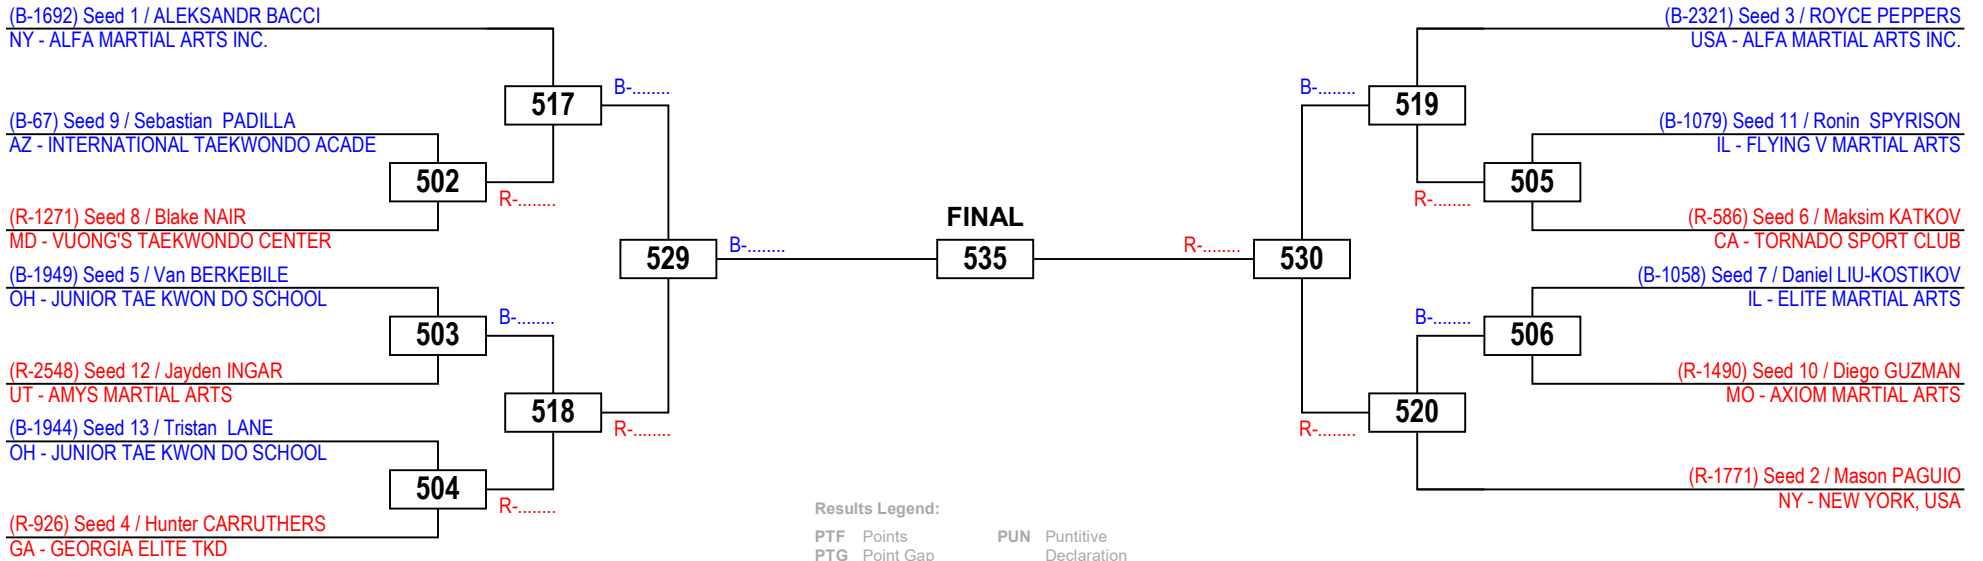 (B-1692) Seed 1 / ALEKSANDR BACCI
NY - ALFA MARTIAL ARTS INC.
(B-67) Seed 9 / Sebastian  PADILLA
AZ - INTERNATIONAL TAEKWONDO ACADE
(R-1271) Seed 8 / Blake NAIR
MD - VUONG'S TAEKWONDO CENTER
(B-1949) Seed 5 / Van BERKEBILE
OH - JUNIOR TAE KWON DO SCHOOL
(R-2548) Seed 12 / Jayden INGAR
UT - AMYS MARTIAL ARTS
(B-1944) Seed 13 / Tristan  LANE
OH - JUNIOR TAE KWON DO SCHOOL
(R-926) Seed 4 / Hunter CARRUTHERS
GA - GEORGIA ELITE TKD
502
R-........
503
B-........
504
R-........
517
B-........
518
R-........
529
B-........
FINAL
535
R-........
530
B-........
519
R-........
520
R-........
505
B-........
506
(B-2321) Seed 3 / ROYCE PEPPERS
USA - ALFA MARTIAL ARTS INC.
(B-1079) Seed 11 / Ronin  SPYRISON
IL - FLYING V MARTIAL ARTS
(R-586) Seed 6 / Maksim KATKOV
CA - TORNADO SPORT CLUB
(B-1058) Seed 7 / Daniel LIU-KOSTIKOV
IL - ELITE MARTIAL ARTS
(R-1490) Seed 10 / Diego GUZMAN
MO - AXIOM MARTIAL ARTS
(R-1771) Seed 2 / Mason PAGUIO
NY - NEW YORK, USA
Results Legend:
PTF Points
PTG Point Gap
PUN Puntitive
Declaration